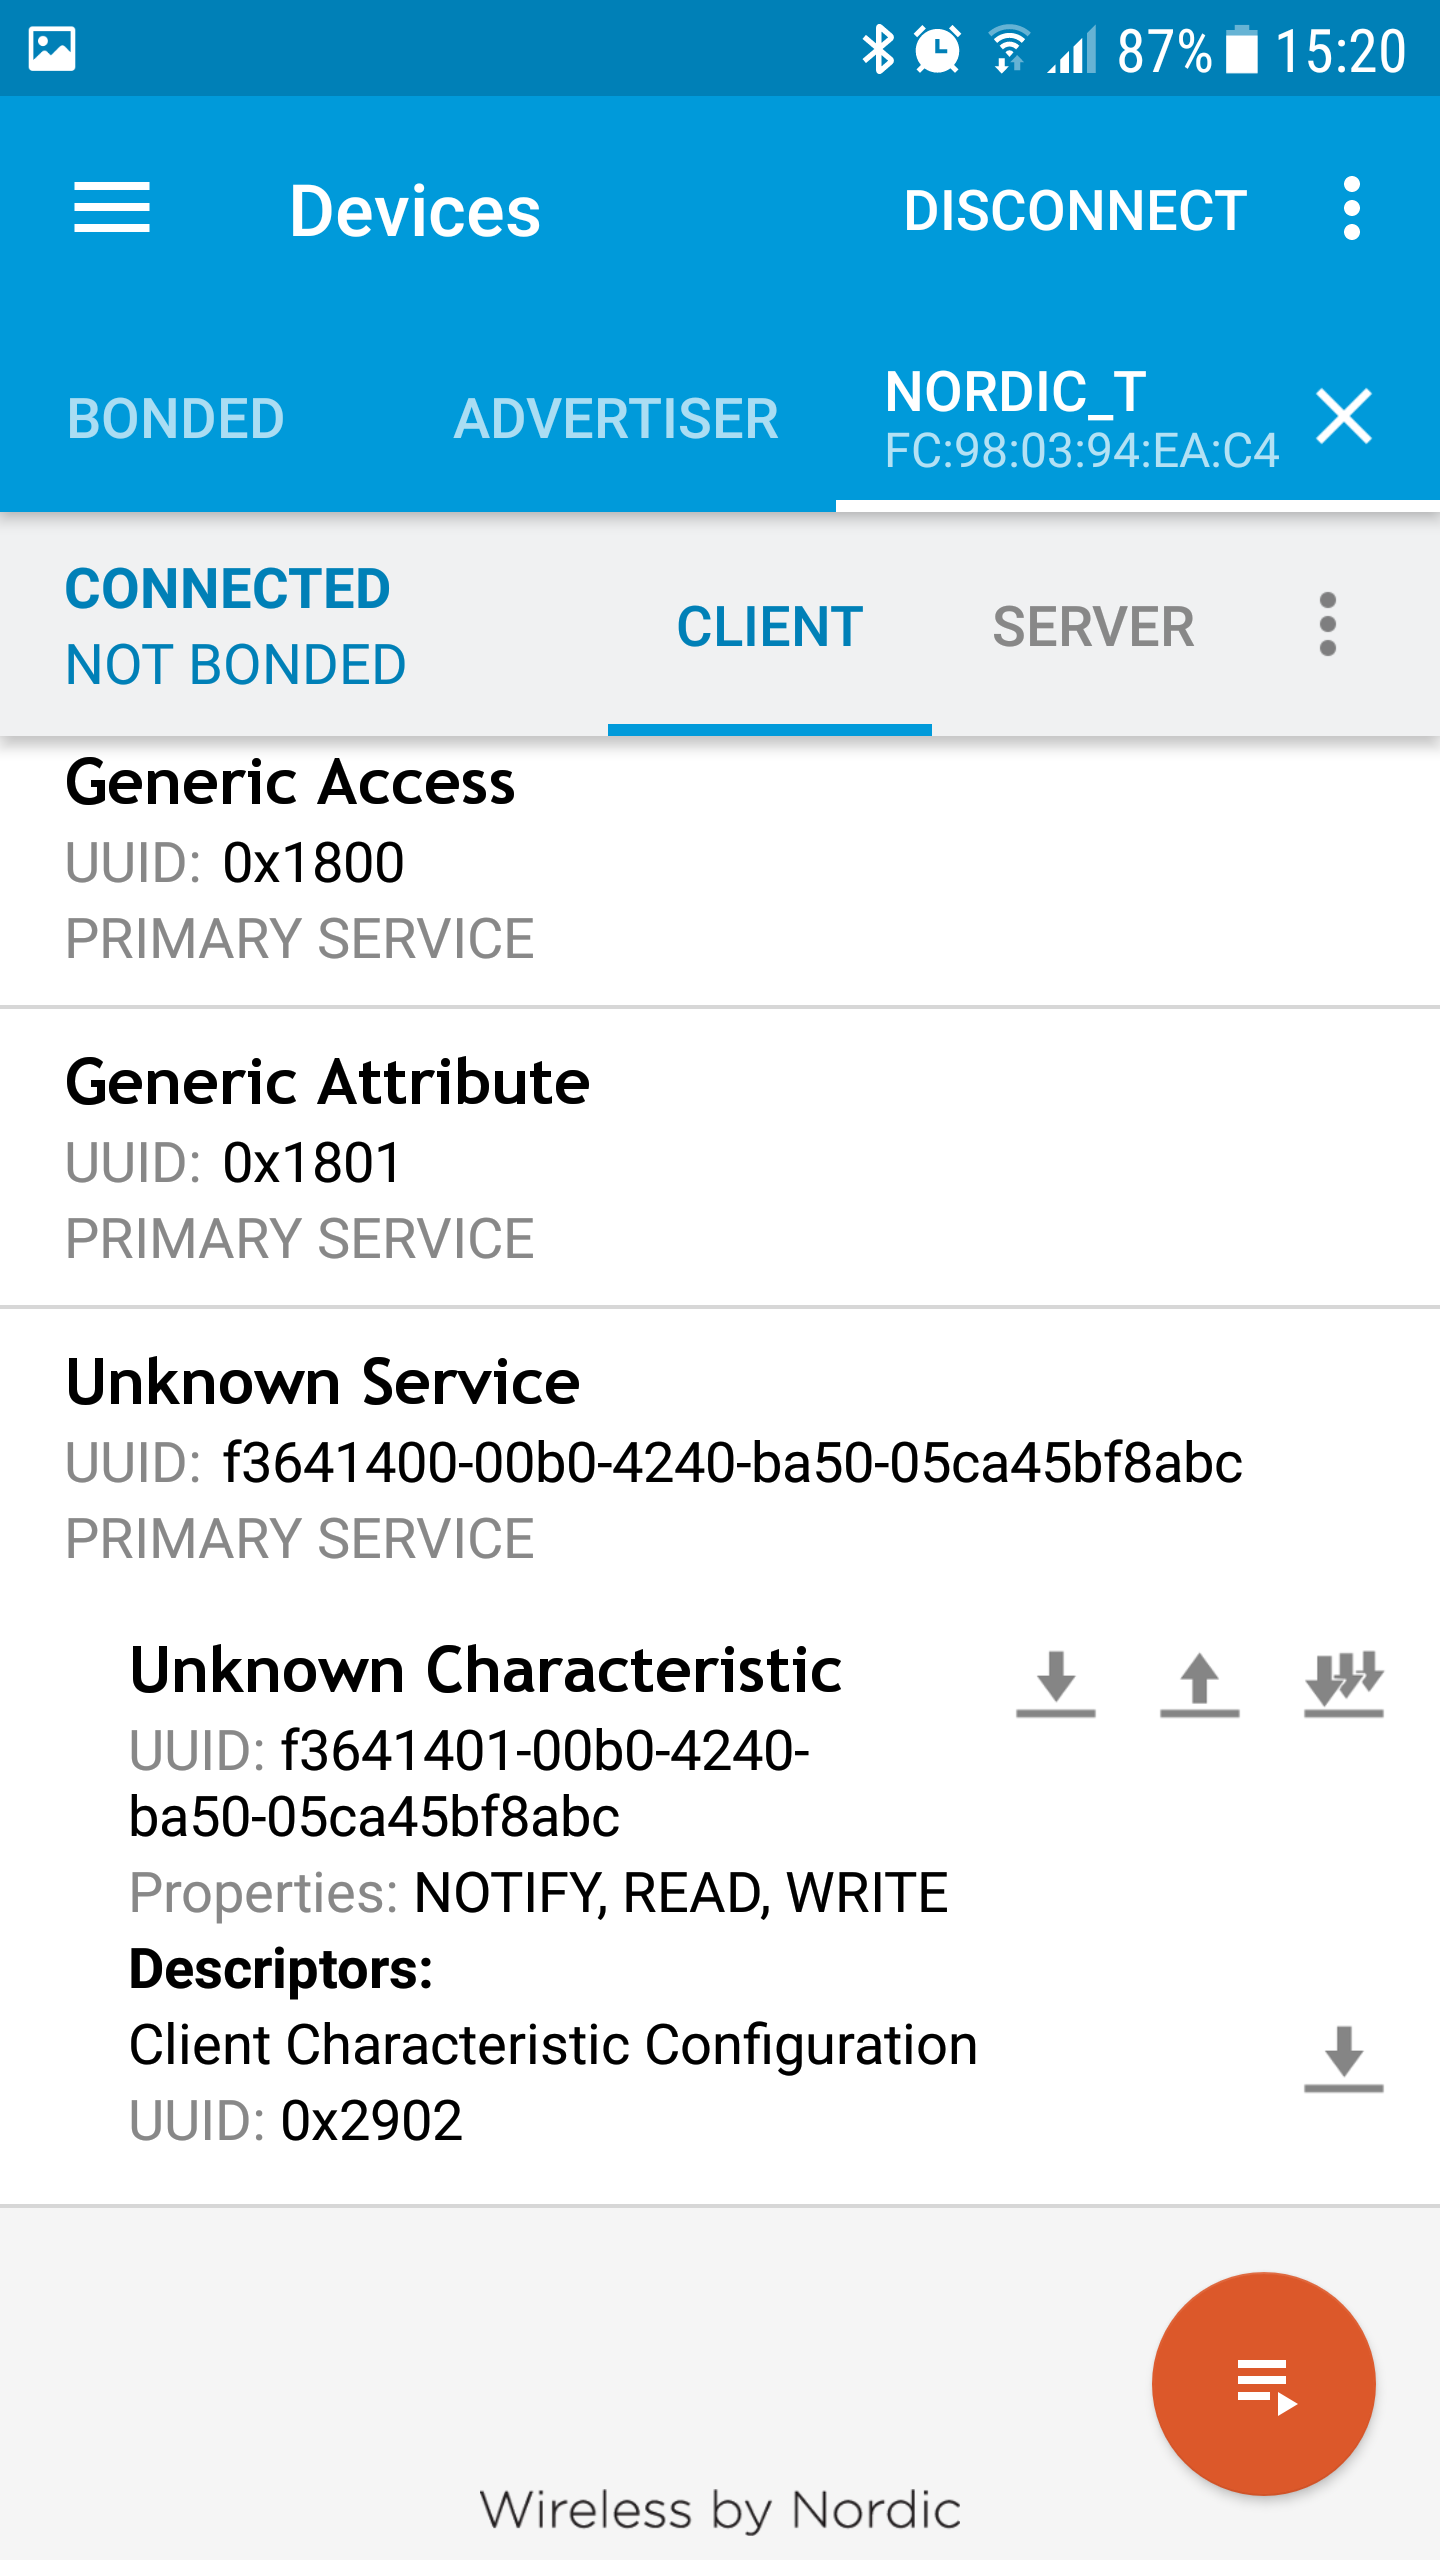 87% 15:20
Devices DISCONNECT
BONDED ADVERTISER NORDIC_T
FC:98:03:94:EA:C4
CONNECTED
NOT BONDED
CLIENT SERVER
Generic Access
UUID: 0x1800
PRIMARY SERVICE
Generic Attribute
UUID: 0x1801
PRIMARY SERVICE
Unknown Service
UUID: f3641400-00b0-4240-ba50-05ca45bf8abc
PRIMARY SERVICE
Unknown Characteristic
UUID: f3641401-00b0-4240-
ba50-05ca45bf8abc
Properties: NOTIFY, READ, WRITE
Descriptors:
Client Characteristic Configuration
UUID: 0x2902
Wireless by Nordic